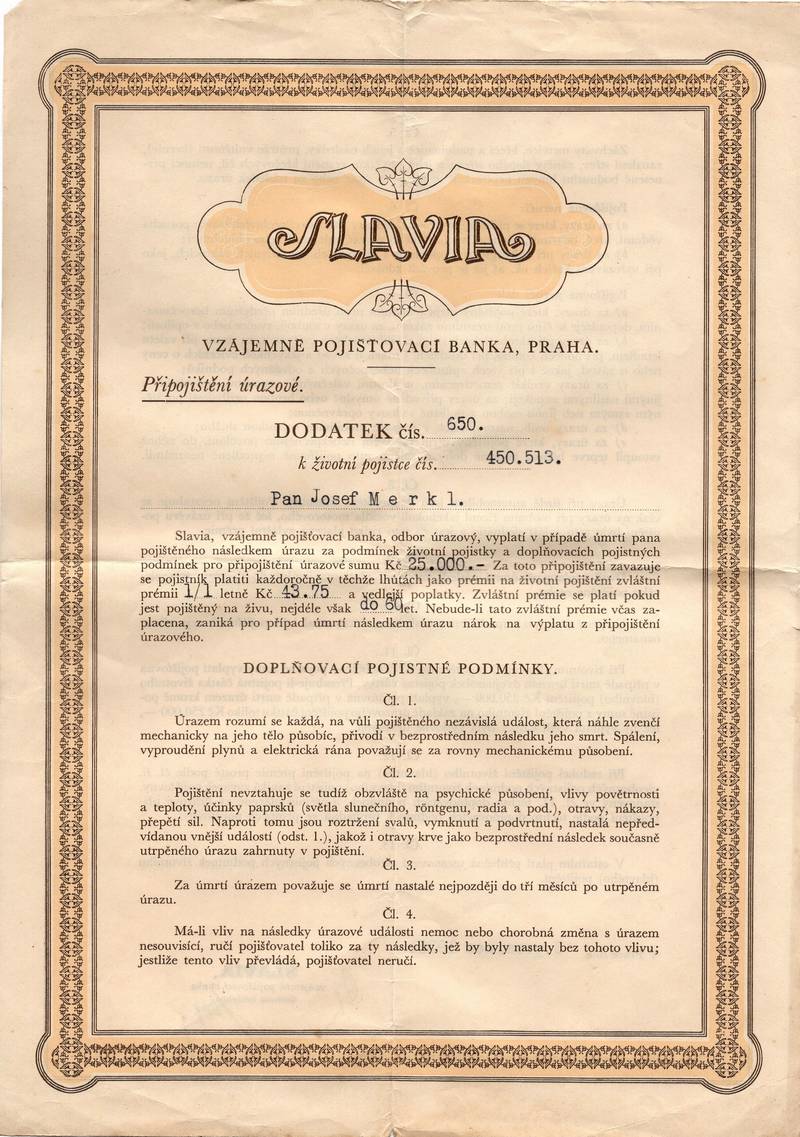 SLAVIA
VZÁJEMNĚ POJIŠŤOVACÍ BANKA, PRAHA.
Připojištění úrazové.
DODATEK čís. 650.
k životní pojistce čís. 450.513.
Pan Josef M e r k l.
Slavia, vzájemně pojišťovací banka, odbor úrazový, vyplatí v případě úmrtí pana
pojištěného následkem úrazu za podmínek životní pojistky a doplňovacích pojistných
podmínek pro připojištění úrazové sumu Kč 25.000.- Za toto připojištění zavazuje
se pojistník platiti každoročně v těchže lhůtách jako prémii na životní pojištění zvláštní
prémii 1/1 letně Kč 43.75 a vedlejší poplatky. Zvláštní prémie se platí pokud
jest pojištěný na živu, nejdéle však do 60 let. Nebude-li tato zvláštní prémie včas za-
placena, zaniká pro případ úmrtí následkem úrazu nárok na výplatu z připojištění
úrazového.
DOPLŇOVACÍ POJISTNÉ PODMÍNKY.
Čl. 1.
Úrazem rozumí se každá, na vůli pojištěného nezávislá událost, která náhle zvenčí
mechanicky na jeho tělo působíc, přivodí v bezprostředním následku jeho smrt. Spálení,
vyproudění plynů a elektrická rána považují se za rovny mechanickému působení.
Čl. 2.
Pojištění nevztahuje se tudíž obzvláště na psychické působení, vlivy povětrnosti
a teploty, účinky paprsků (světla slunečního, röntgenu, radia a pod.), otravy, nákazy,
přepětí sil. Naproti tomu jsou roztržení svalů, vymknutí a podvrtnutí, nastalá nepřed-
vídanou vnější událostí (odst. 1.), jakož i otravy krve jako bezprostřední následek současně
utrpěného úrazu zahrnuty v pojištění.
Čl. 3.
Za úmrtí úrazem považuje se úmrtí nastalé nejpozději do tří měsíců po utrpěném
úrazu.
Čl. 4.
Má-li vliv na následky úrazové události nemoc nebo chorobná změna s úrazem
nesouvisící, ručí pojišťovatel toliko za ty následky, jež by byly nastaly bez tohoto vlivu;
jestliže tento vliv převládá, pojišťovatel neručí.